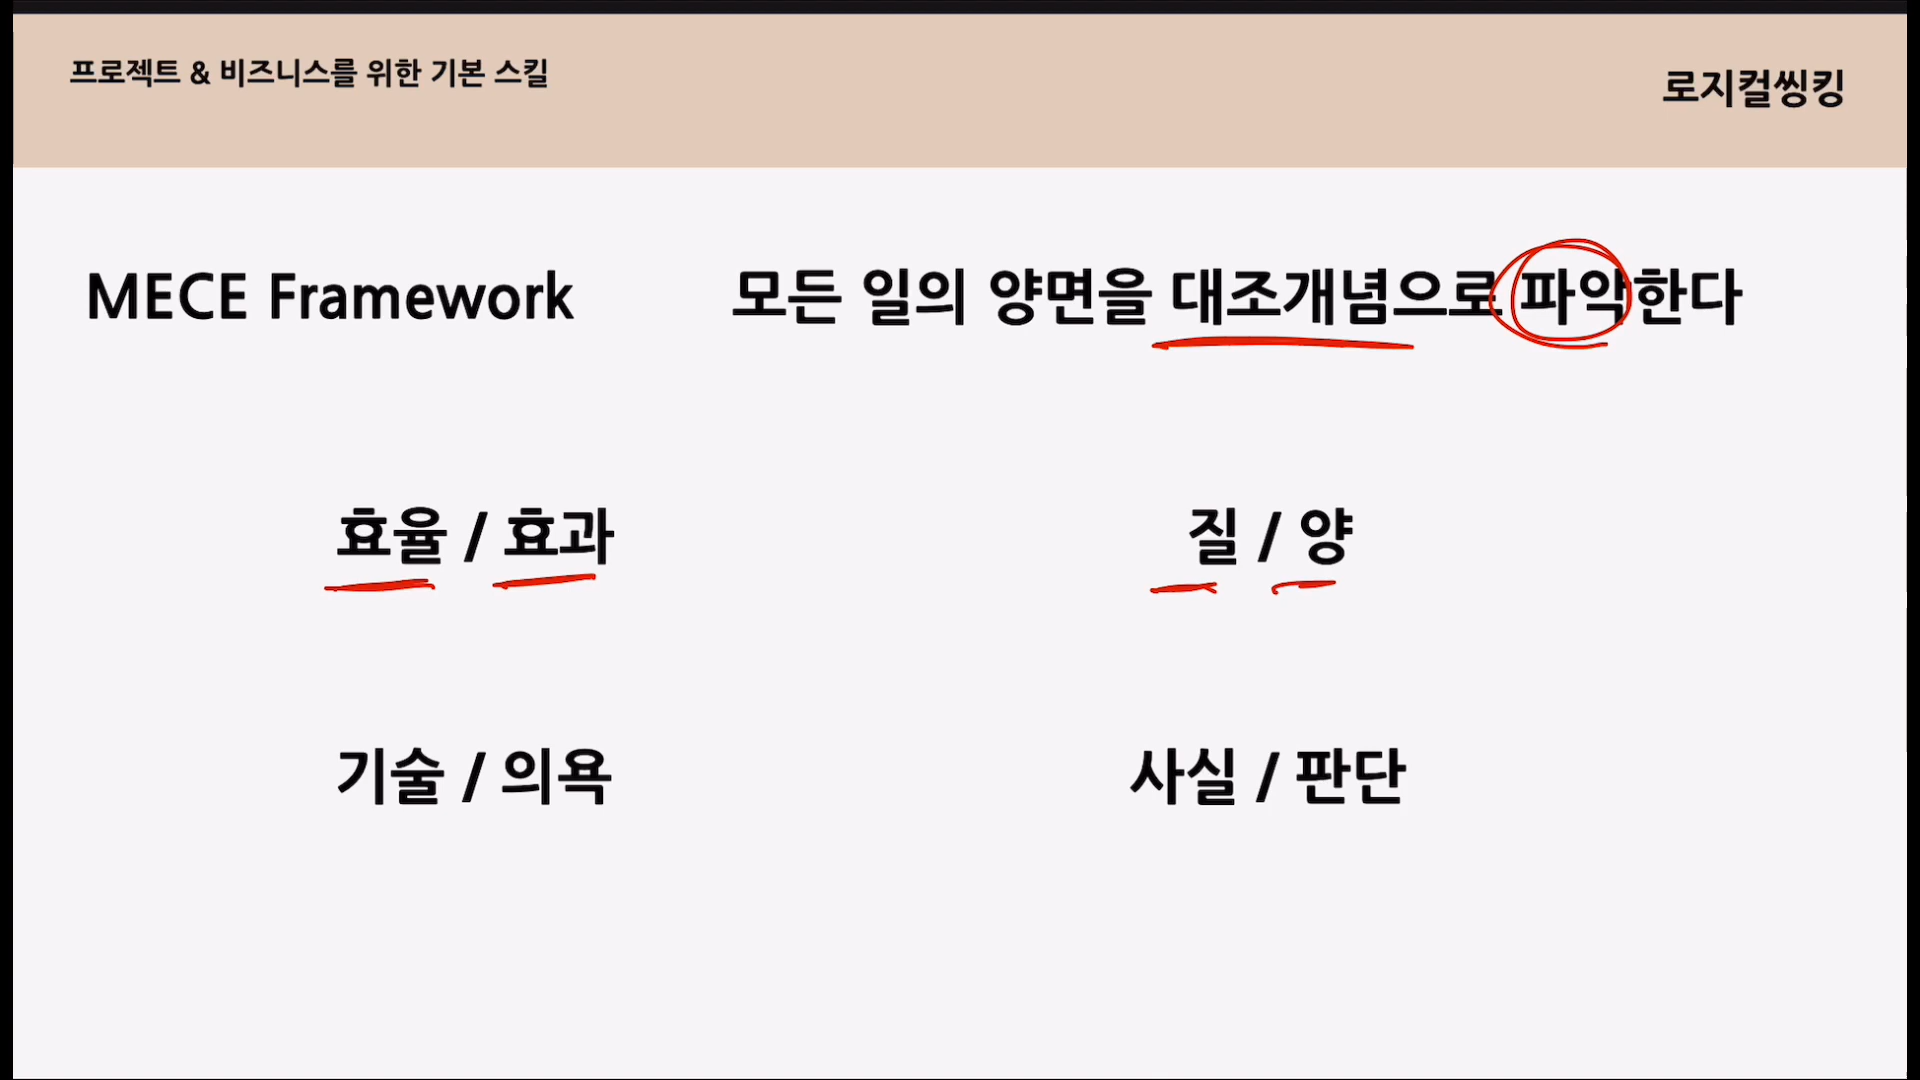 프로젝트 & 비즈니스를 위한 기본 스킬
로지컬씽킹
MECE Framework
모든 일의 양면을 대조개념으로 파악한다
효율 / 효과
질 / 양
기술 / 의욕
사실 / 판단